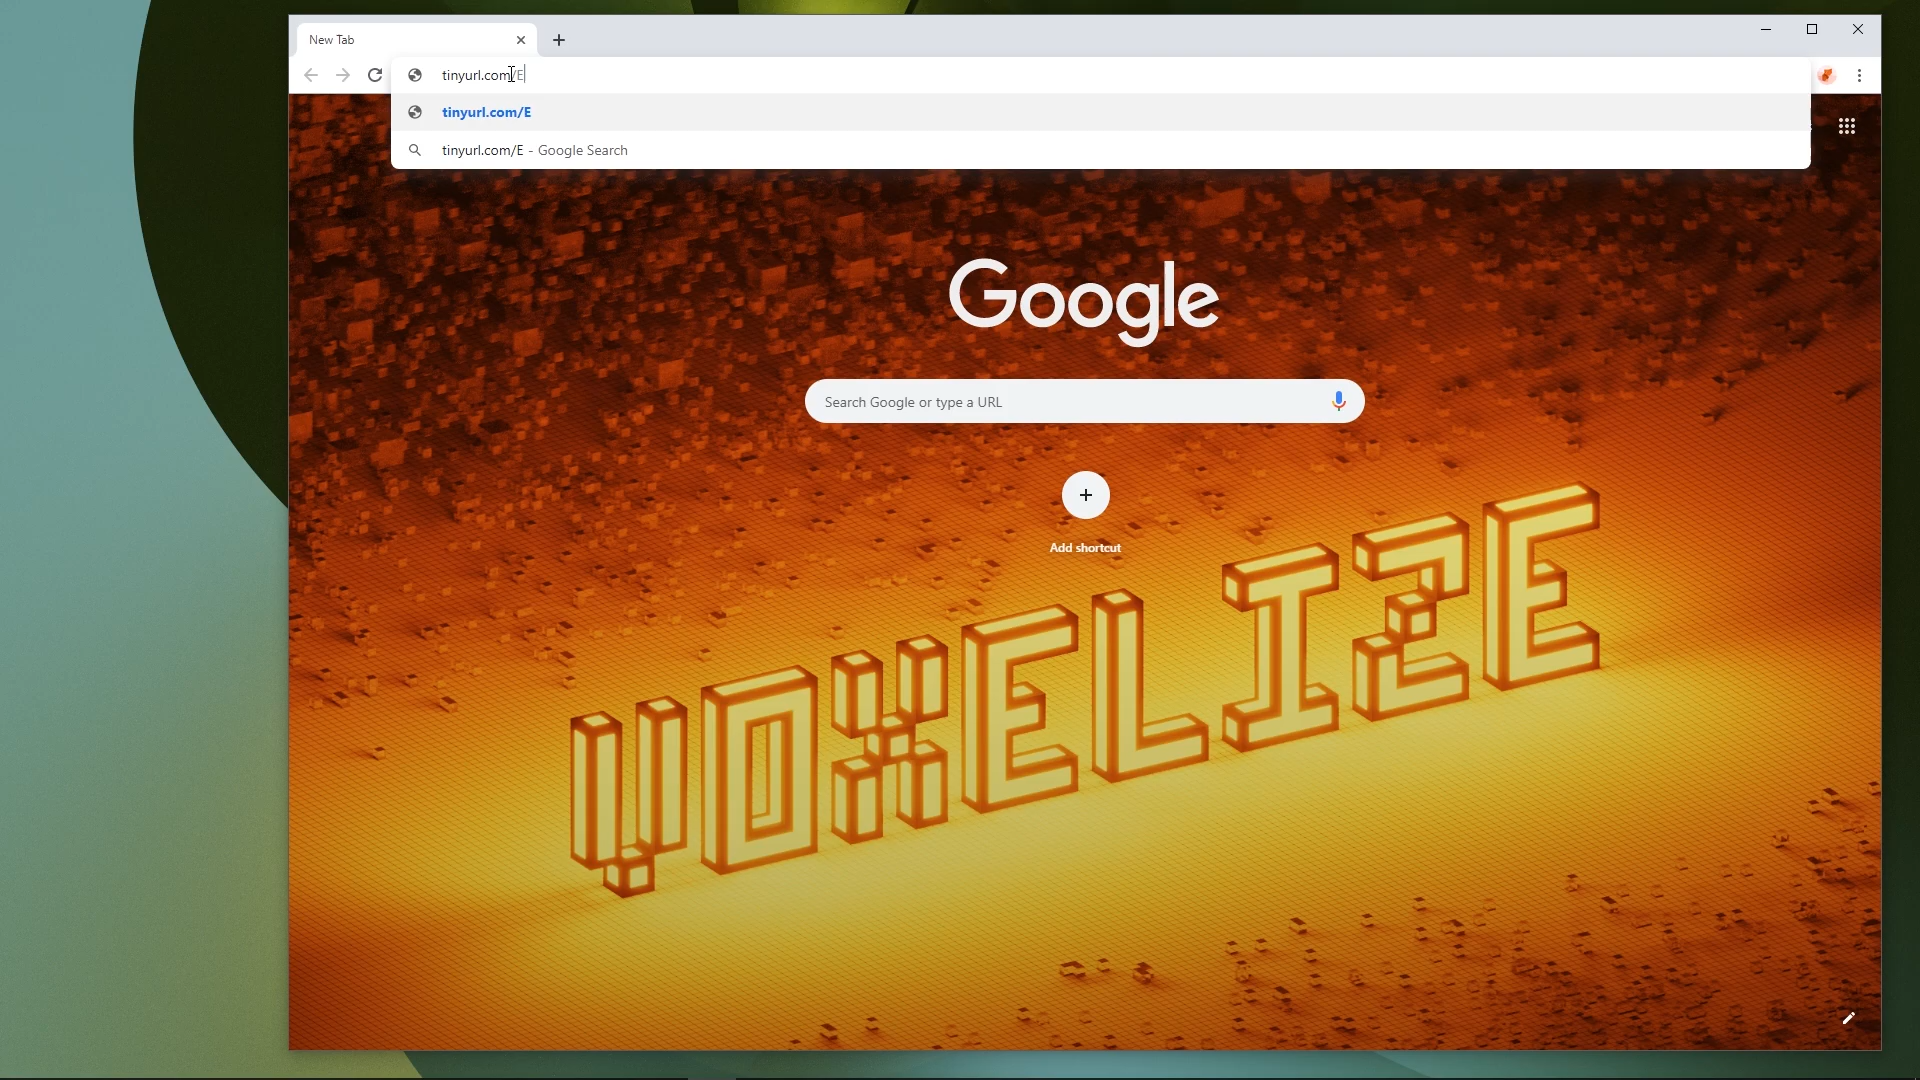 New Tab
tinyurl.com/E
tinyurl.com/E
tinyurl.com/E - Google Search
Google
Search Google or type a URL
Add shortcut
VOXELIZE